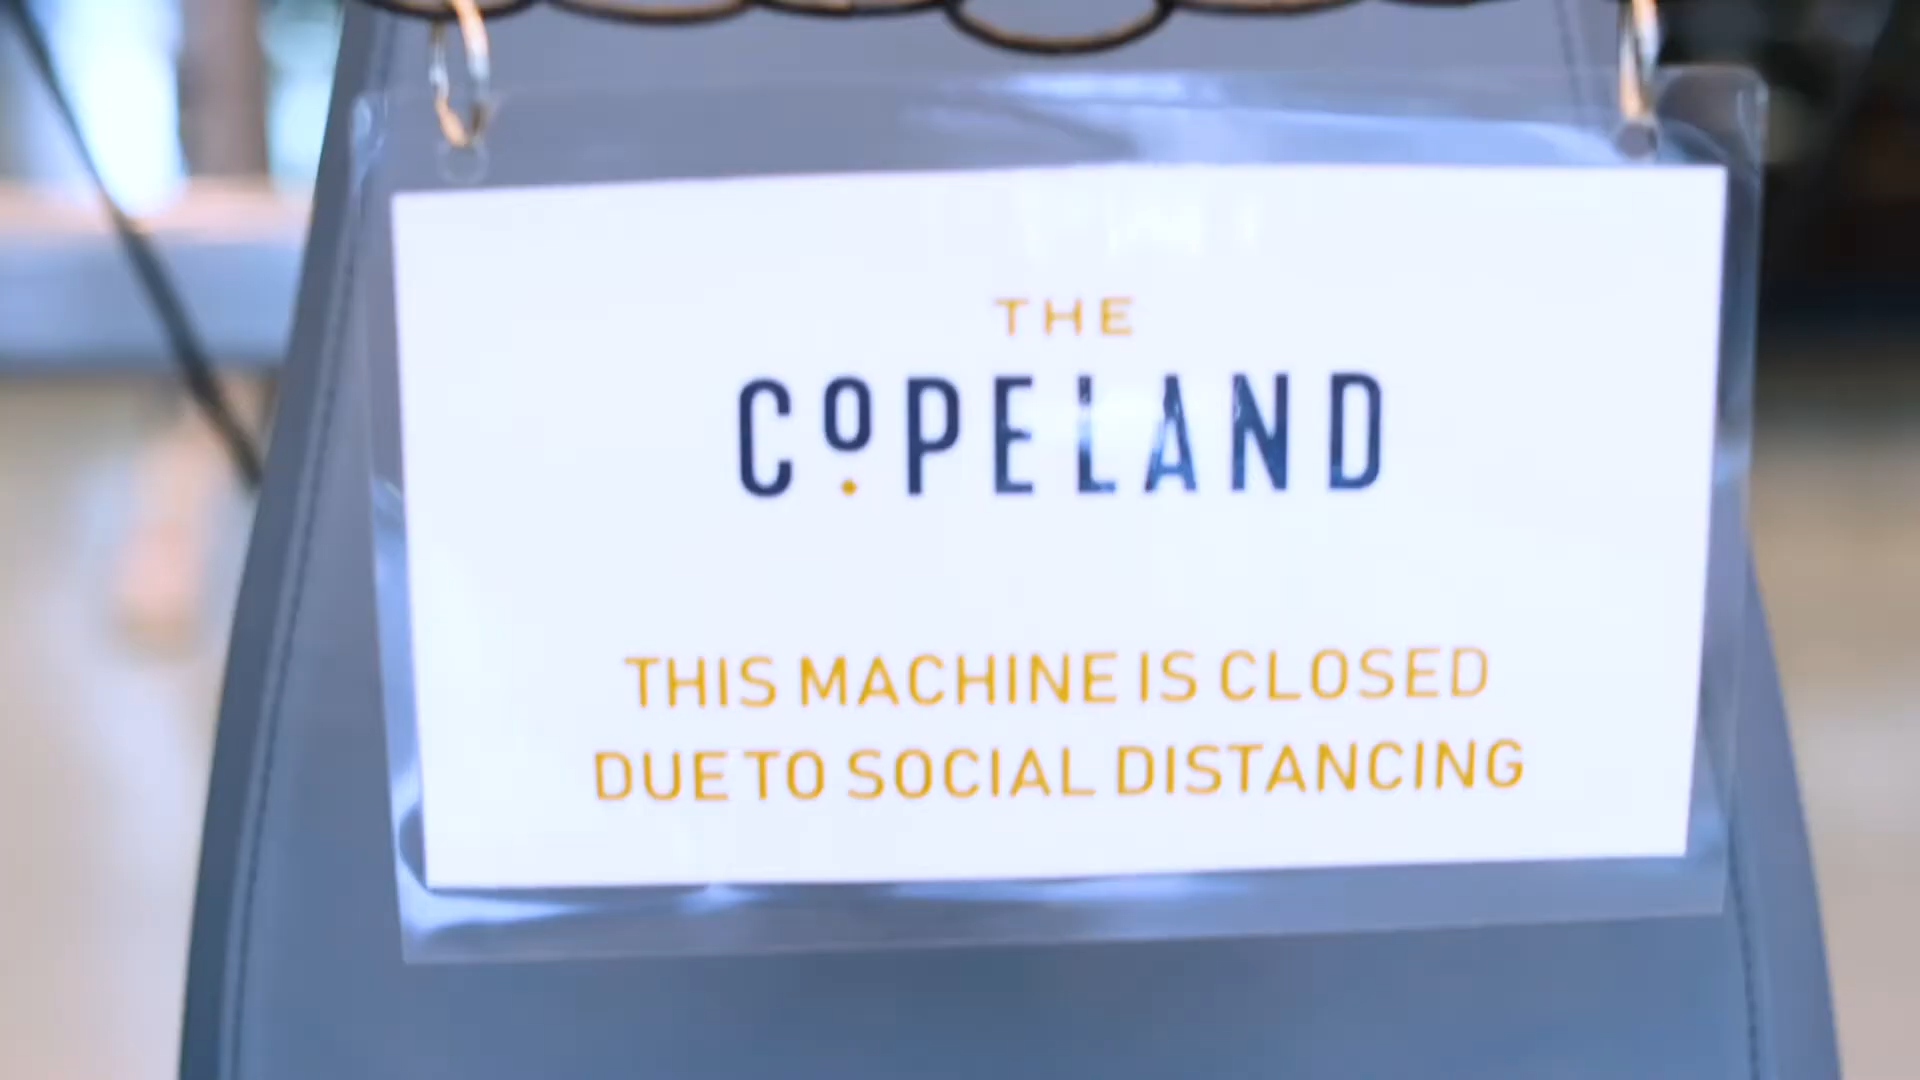 THE
COPELAND
THIS MACHINE IS CLOSED
DUE TO SOCIAL DISTANCING